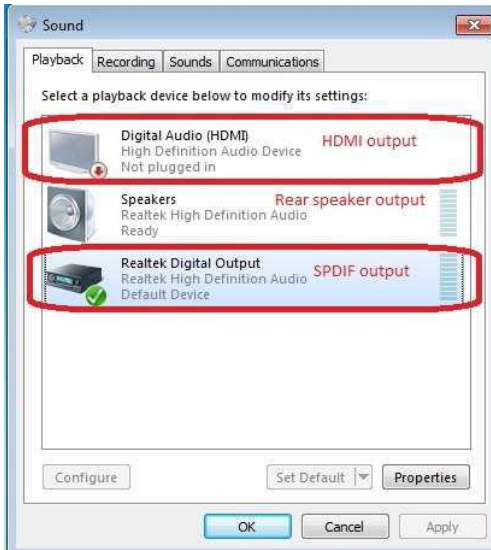 Sound
Playback Recording Sounds Communications
Select a playback device below to modify its settings:
Digital Audio (HDMI)
High Definition Audio Device
Not plugged in
HDMI output
Speakers
Realtek High Definition Audio
Ready
Rear speaker output
Realtek Digital Output
Realtek High Definition Audio
Default Device
SPDIF output
Configure Set Default Properties
OK Cancel Apply